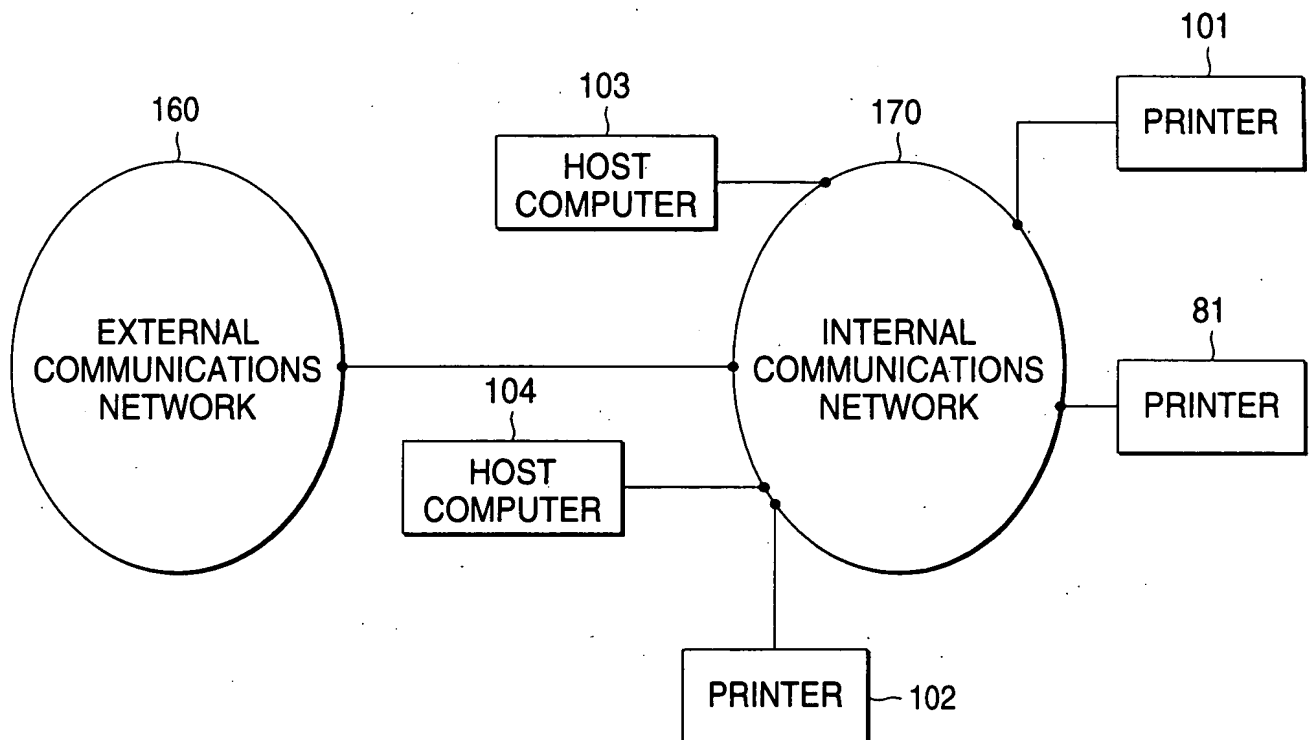 101
PRINTER
103
HOST
COMPUTER
160
170
EXTERNAL
COMMUNICATIONS
NETWORK
INTERNAL
COMMUNICATIONS
NETWORK
81
PRINTER
104
HOST
COMPUTER
PRINTER
102